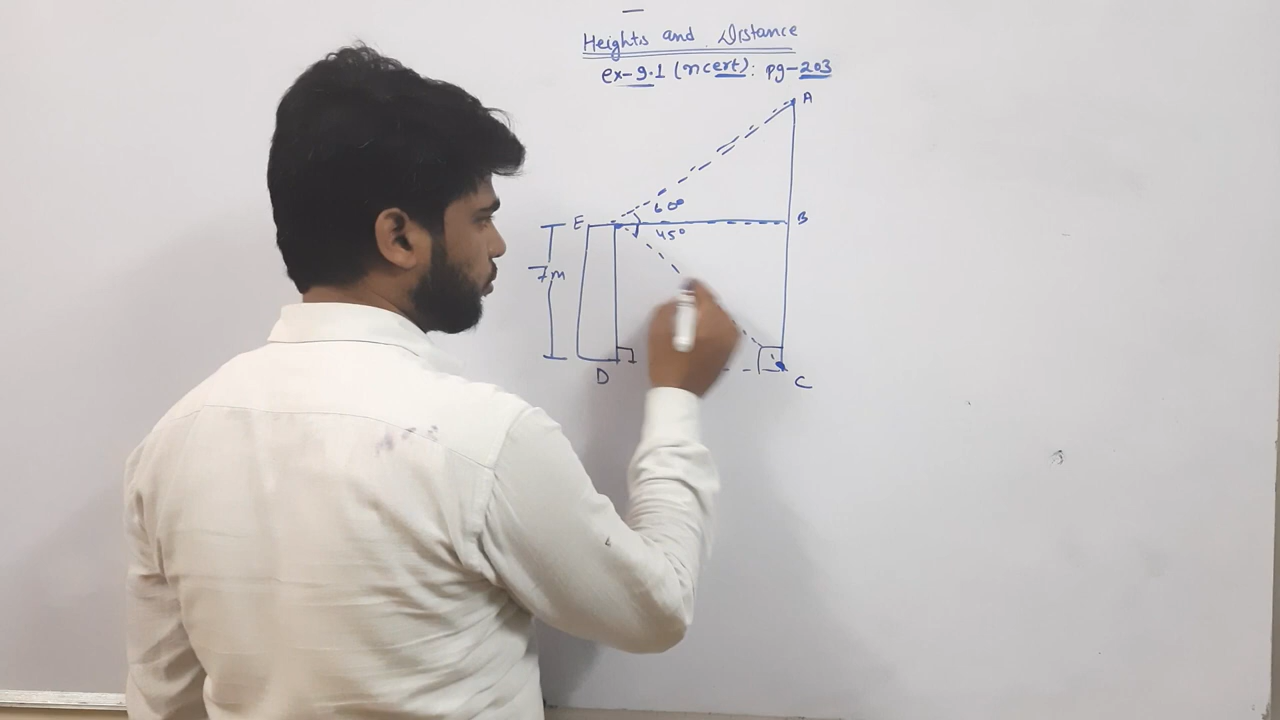 Heights and Distance
ex-9.1 (ncert): pg-203
A
60°
E
B
45°
7m
D
C